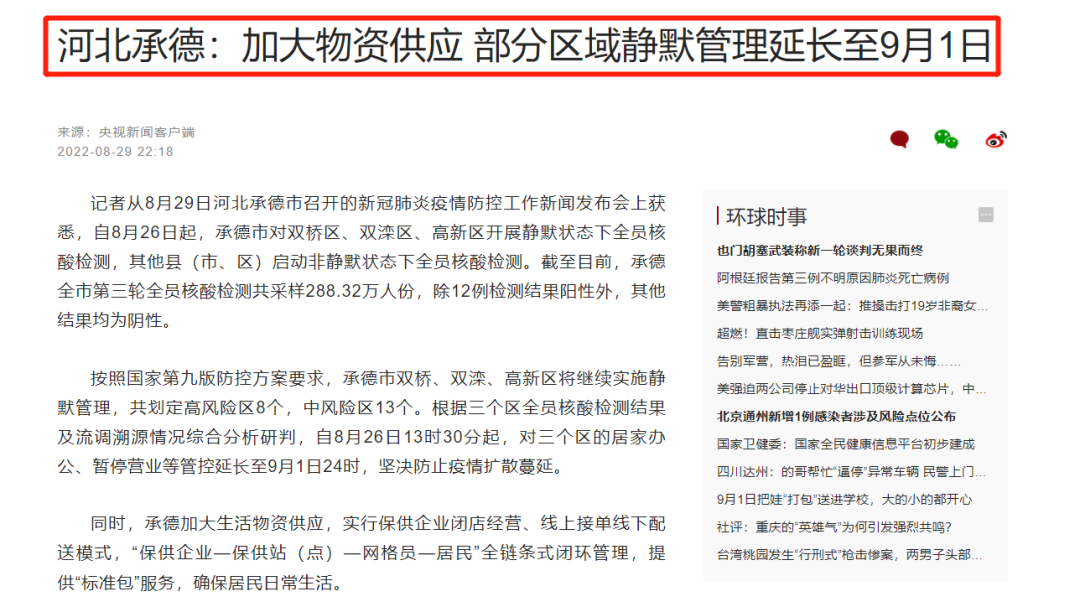 河北承德：加大物资供应 部分区域静默管理延长至9月1日
来源：央视新闻客户端
2022-08-29 22:18
记者从8月29日河北承德市召开的新冠肺炎疫情防控工作新闻发布会上获
悉，自8月26日起，承德市对双桥区、双滦区、高新区开展静默状态下全员核
酸检测，其他县（市、区）启动非静默状态下全员核酸检测。截至目前，承德
全市第三轮全员核酸检测共采样288.32万人份，除12例检测结果阳性外，其他
结果均为阴性。
按照国家第九版防控方案要求，承德市双桥、双滦、高新区将继续实施静
默管理，共划定高风险区8个，中风险区13个。根据三个区全员核酸检测结果
及流调溯源情况综合分析研判，自8月26日13时30分起，对三个区的居家办
公、暂停营业等管控延长至9月1日24时，坚决防止疫情扩散蔓延。
同时，承德加大生活物资供应，实行保供企业闭店经营、线上接单线下配
送模式，“保供企业—保供站（点）—网格员—居民”全链条式闭环管理，提
供“标准包”服务，确保居民日常生活。
环球时事
也门胡塞武装称新一轮谈判无果而终
阿根廷报告第三例不明原因肺炎死亡病例
美警粗暴执法再添一起：推搡击打19岁非裔女...
超燃！直击枣庄舰实弹射击训练现场
告别军营，热泪已盈眶，但参军从未悔……
美强迫两公司停止对华出口顶级计算芯片，中...
北京通州新增1例感染者涉及风险点位公布
国家卫健委：国家全民健康信息平台初步建成
四川达州：的哥帮忙“逼停”异常车辆 民警上门...
9月1日把娃“打包”送进学校，大的小的都开心
社评：重庆的“英雄气”为何引发强烈共鸣？
台湾桃园发生“行刑式”枪击惨案，两男子头部...